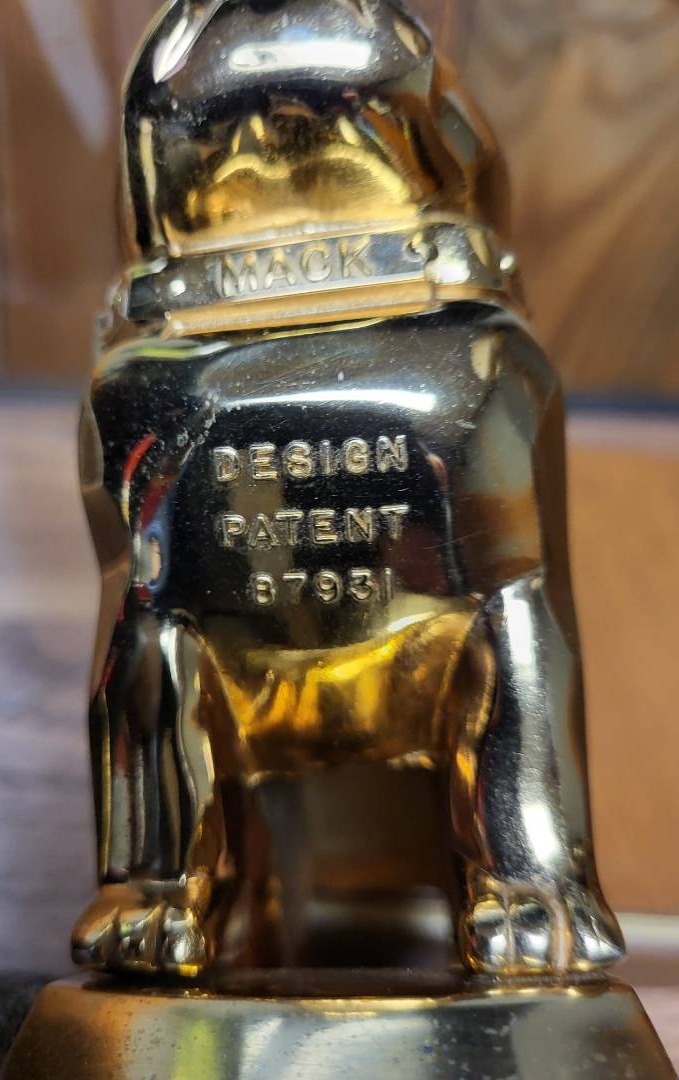 MACK
DESIGN
PATENT
87931